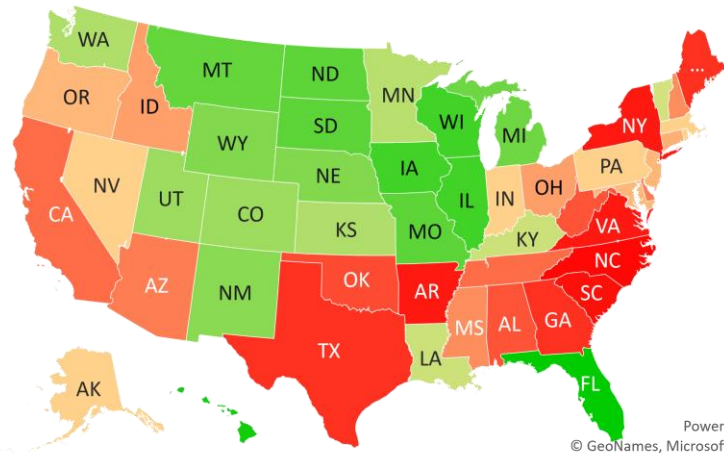 WA
MT
ND
MN
...
OR
ID
SD
WI
MI
NY
WY
IA
PA
NV
NE
IL
IN
OH
UT
CO
CA
KS
MO
KY
VA
NC
AZ
NM
OK
AR
SC
MS
AL
GA
TX
LA
AK
FL
Power
© GeoNames, Microsof